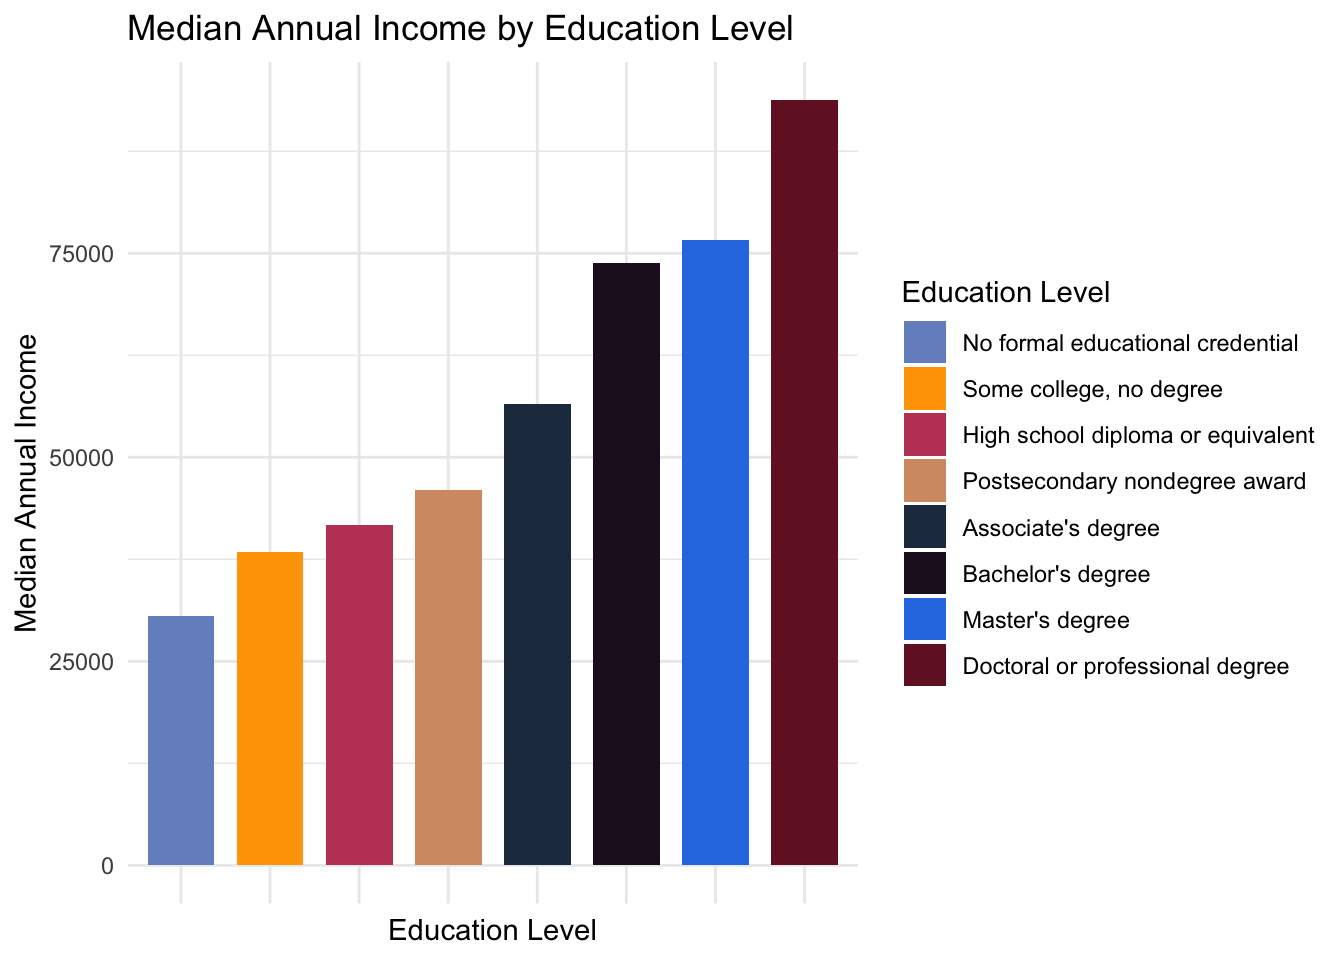 Median Annual Income by Education Level
Median Annual Income
75000
50000
25000
0
Education Level
Education Level
No formal educational credential
Some college, no degree
High school diploma or equivalent
Postsecondary nondegree award
Associate's degree
Bachelor's degree
Master's degree
Doctoral or professional degree